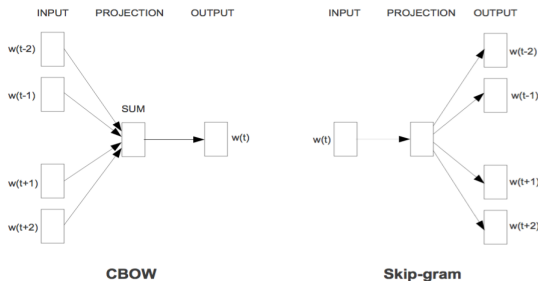 INPUT PROJECTION OUTPUT
w(t-2)
w(t-1)
SUM
w(t)
w(t+1)
w(t+2)
CBOW
INPUT PROJECTION OUTPUT
w(t-2)
w(t-1)
w(t)
w(t+1)
w(t+2)
Skip-gram